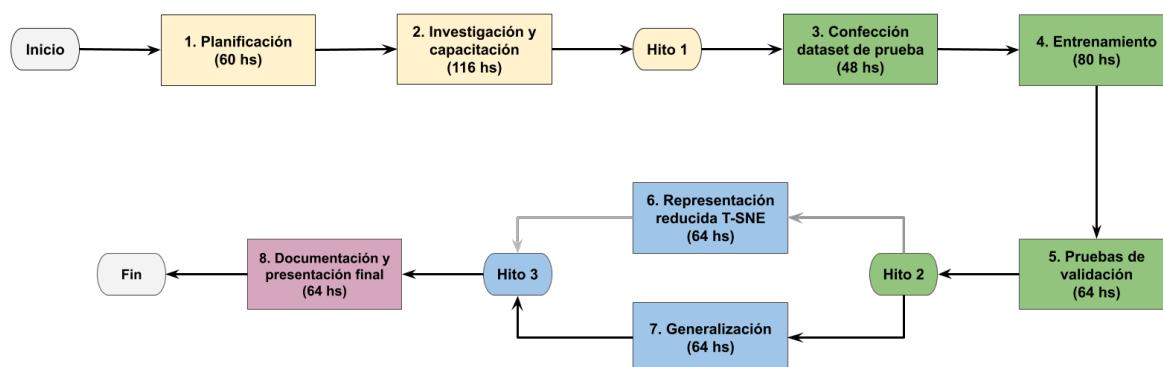 Inicio
1. Planificación
(60 hs)
2. Investigación y
capacitación
(116 hs)
Hito 1
3. Confección
dataset de prueba
(48 hs)
4. Entrenamiento
(80 hs)
5. Pruebas de
validación
(64 hs)
Hito 2
6. Representación
reducida T-SNE
(64 hs)
7. Generalización
(64 hs)
Hito 3
8. Documentación y
presentación final
(64 hs)
Fin